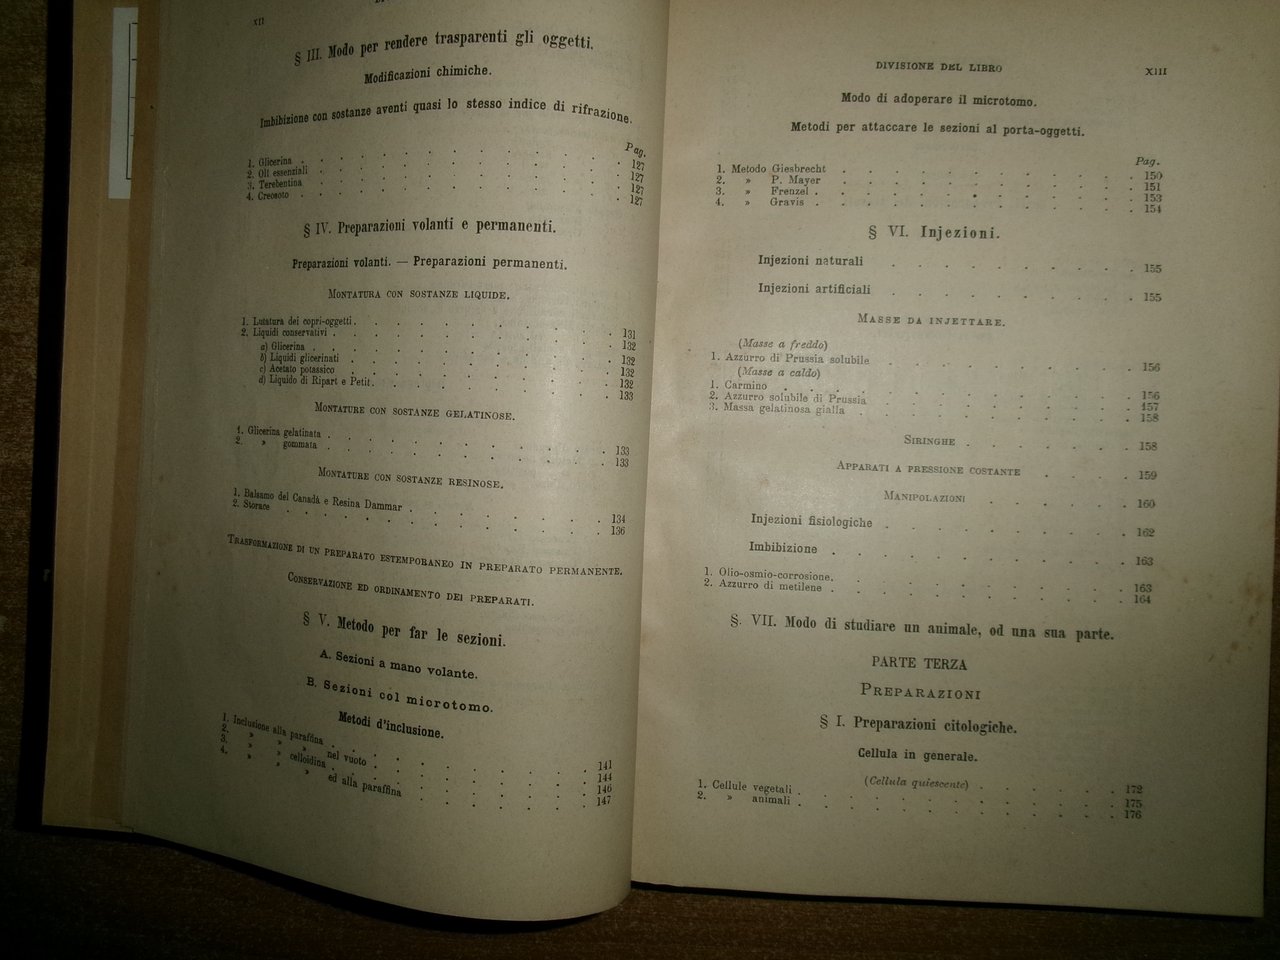 XII
§ III. Modo per rendere trasparenti gli oggetti.
Modificazioni chimiche.
Imbibizione con sostanze aventi quasi lo stesso indice di rifrazione.
Pag.
1. Glicerina . . . . . . . . . . 127
2. Olî essenziali . . . . . . . . . . 127
3. Terebentina . . . . . . . . . . 127
4. Creosoto . . . . . . . . . . 127
§ IV. Preparazioni volanti e permanenti.
Preparazioni volanti. — Preparazioni permanenti.
Montatura con sostanze liquide.
1. Lutatura dei copri-oggetti . . . . . . . . . . 131
2. Liquidi conservativi . . . . . . . . . . 132
a) Glicerina . . . . . . . . . . 132
b) Liquidi glicerinati . . . . . . . . . . 132
c) Acetato potassico . . . . . . . . . . 132
d) Liquido di Ripart e Petit . . . . . . . . . . 133
Montature con sostanze gelatinose.
1. Glicerina gelatinata . . . . . . . . . . 133
2. » gommata . . . . . . . . . . 133
Montature con sostanze resinose.
1. Balsamo del Canadà e Resina Dammar . . . . . . . . . . 134
2. Storace . . . . . . . . . . 136
Trasformazione di un preparato estemporaneo in preparato permanente.
Conservazione ed ordinamento dei preparati.
§ V. Metodo per far le sezioni.
A. Sezioni a mano volante.
B. Sezioni col microtomo.
Metodi d'inclusione.
1. Inclusione alla paraffina . . . . . . . . . . 141
2. » » nel vuoto . . . . . . . . . . 144
3. » » celloidina . . . . . . . . . . 146
4. » » » ed alla paraffina . . . . . . . . . . 147
DIVISIONE DEL LIBRO XIII
Modo di adoperare il microtomo.
Metodi per attaccare le sezioni al porta-oggetti.
Pag.
1. Metodo Giesbrecht . . . . . . . . . . 150
2. » P. Mayer . . . . . . . . . . 151
3. » Frenzel . . . . . . . . . . 153
4. » Gravis . . . . . . . . . . 154
§ VI. Injezioni.
Injezioni naturali . . . . . . . . . . 155
Injezioni artificiali . . . . . . . . . . 155
Masse da injettare.
(Masse a freddo)
1. Azzurro di Prussia solubile . . . . . . . . . . 156
(Masse a caldo)
1. Carmino . . . . . . . . . . 156
2. Azzurro solubile di Prussia . . . . . . . . . . 157
3. Massa gelatinosa gialla . . . . . . . . . . 158
Siringhe . . . . . . 158
Apparati a pressione costante . . . . 159
Manipolazioni . . . . . . 160
Injezioni fisiologiche . . . . . . . . 162
Imbibizione . . . . . . . . . . 163
1. Olio-osmio-corrosione . . . . . . . . . . 163
2. Azzurro di metilene . . . . . . . . . . 164
§. VII. Modo di studiare un animale, od una sua parte.
PARTE TERZA
Preparazioni
§ I. Preparazioni citologiche.
Cellula in generale.
(Cellula quiescente) . . . . . . 172
1. Cellule vegetali . . . . . . . . . . 175
2. » animali . . . . . . . . . . 176